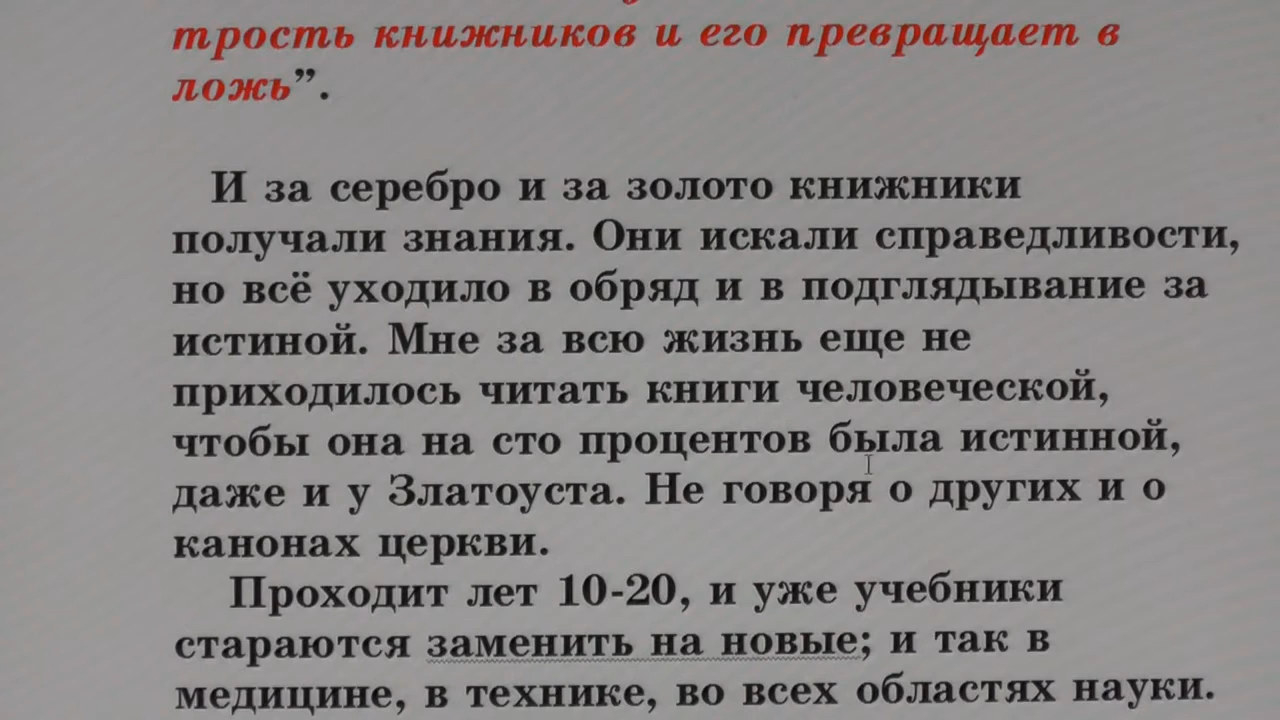 трость книжников и его превращает в
ложь”.
И за серебро и за золото книжники
получали знания. Они искали справедливости,
но всё уходило в обряд и в подглядывание за
истиной. Мне за всю жизнь еще не
приходилось читать книги человеческой,
чтобы она на сто процентов была истинной,
даже и у Златоуста. Не говоря о других и о
канонах церкви.
Проходит лет 10-20, и уже учебники
стараются заменить на новые; и так в
медицине, в технике, во всех областях науки.